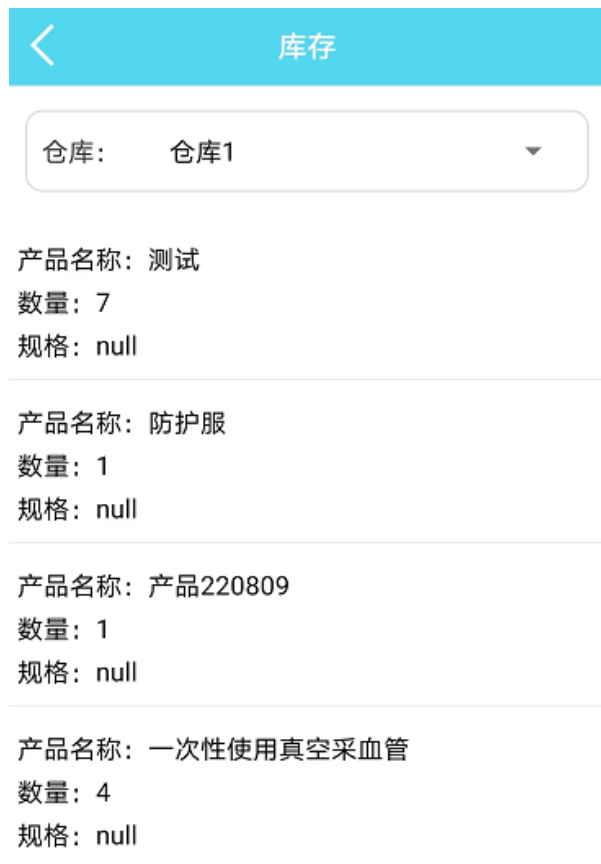 库存
仓库： 仓库1
产品名称：测试
数量：7
规格：null
产品名称：防护服
数量：1
规格：null
产品名称：产品220809
数量：1
规格：null
产品名称：一次性使用真空采血管
数量：4
规格：null